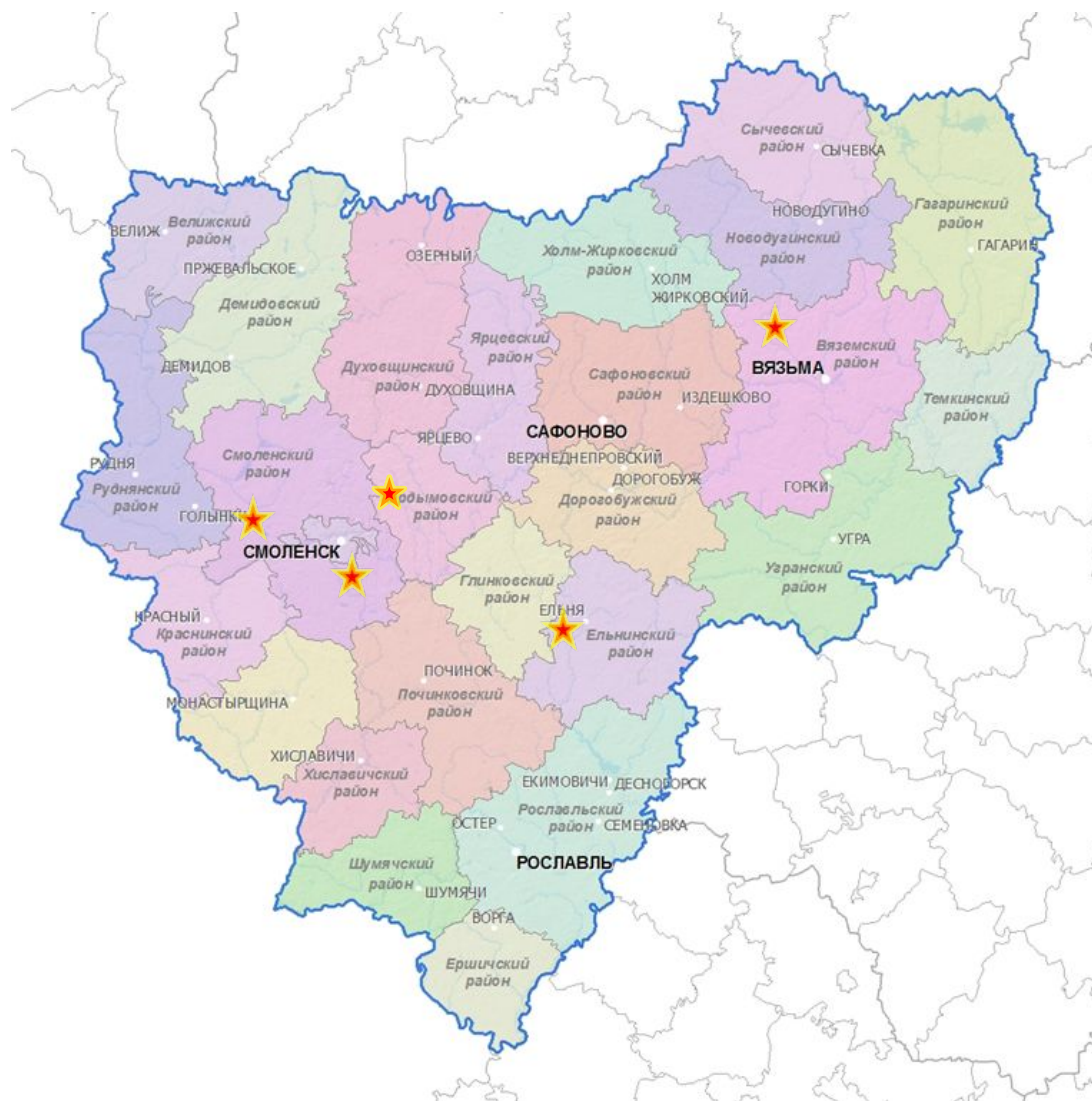 Сычевский
район
СЫЧЕВКА
Гагаринский
район
ГАГАРИН
НОВОДУГИНО
Новодугинский
район
Велижский
район
ВЕЛИЖ
ПРЖЕВАЛЬСКОЕ
Демидовский
район
ДЕМИДОВ
ОЗЕРНЫЙ
Холм-Жирковский
район
ХОЛМ
ЖИРКОВСКИЙ
Духовщинский
район
ДУХОВЩИНА
Ярцевский
район
ЯРЦЕВО
Сафоновский
район
ИЗДЕШКОВО
САФОНОВО
Вяземский
район
ВЯЗЬМА
Темкинский
район
РУДНЯ
Руднянский
район
ГОЛЫНКИ
Смоленский
район
СМОЛЕНСК
одымовский
район
ВЕРХНЕДНЕПРОВСКИЙ
ДОРОГОБУЖ
Дорогобужский
район
ГОРКИ
УГРА
Угранский
район
КРАСНЫЙ
Краснинский
район
Глинковский
район
ЕЛЬНЯ
Ельнинский
район
МОНАСТЫРЩИНА
ПОЧИНОК
Починковский
район
ХИСЛАВИЧИ
Хиславичский
район
ЕКИМОВИЧИ
ДЕСНОГОРСК
Рославльский
район
СЕМЕНОВКА
ОСТЕР
РОСЛАВЛЬ
Шумячский
район
ШУМЯЧИ
ВОРГА
Ершичский
район